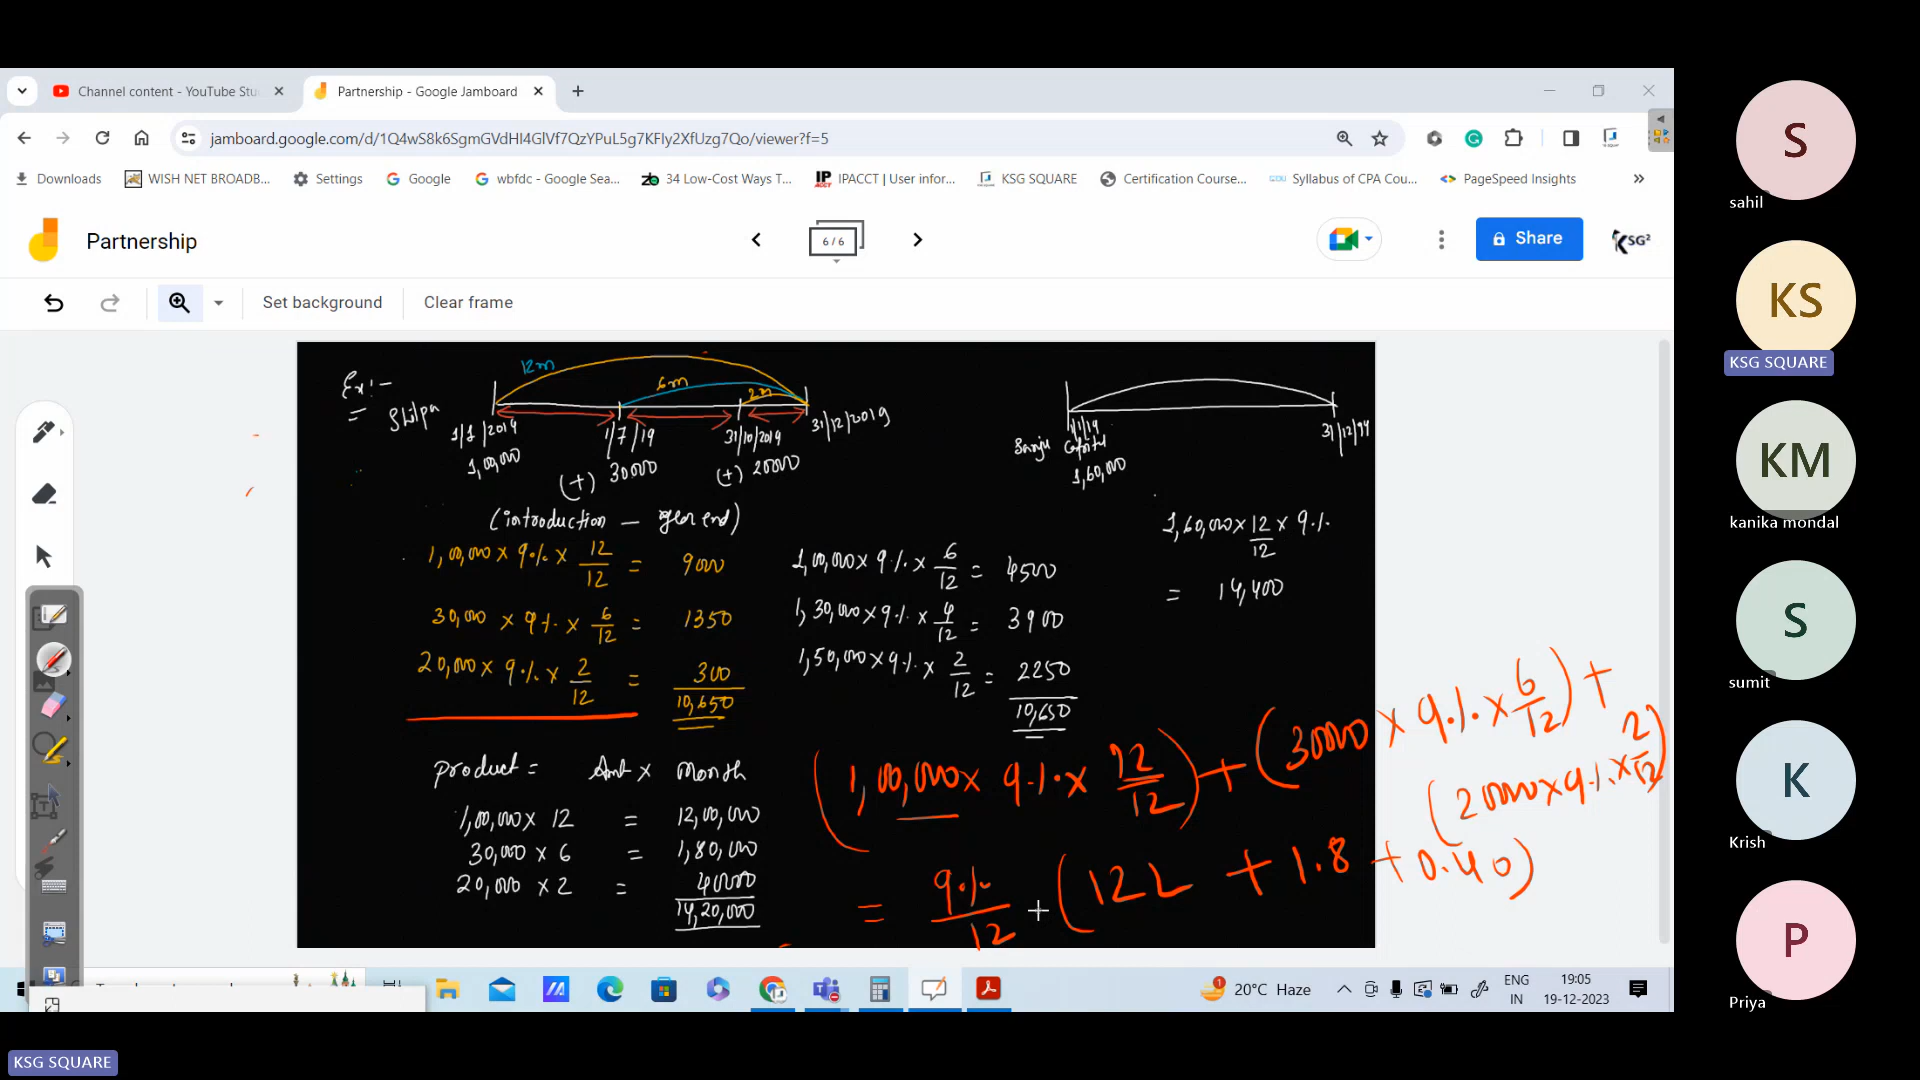 Channel content - YouTube Stu
Partnership - Google Jamboard
jamboard.google.com/d/1Q4wS8k6SgmGVdHI4GlVf7QzYPuL5g7KFIy2XfUzg7Qo/viewer?f=5
Downloads WISH NET BROADB... Settings Google wbfdc - Google Sea... 34 Low-Cost Ways T... IPACCT | User infor... KSG SQUARE Certification Course... Syllabus of CPA Cou... PageSpeed Insights »
Partnership
6 / 6
Share
KSG²
Set background Clear frame
Ex:-
= Shilpa
12m 6m 2m
1/1/2019 1/7/19 31/10/2019 31/12/2019
1,00,000 (+) 30000 (+) 20000
(introduction - year end)
1,00,000 × 9% × 12/12 = 9000
30,000 × 9% × 6/12 = 1350
20,000 × 9% × 2/12 = 300
10,650
1,00,000 × 9% × 6/12 = 4500
1,30,000 × 9% × 4/12 = 3900
1,50,000 × 9% × 2/12 = 2250
10,650
1/1/19
Sanju Capital
1,60,000
1,60,000 × 12/12 × 9%
= 14,400
product = Amt × month
1,00,000 × 12 = 12,00,000
30,000 × 6 = 1,80,000
20,000 × 2 = 40000
14,20,000
(1,00,000 × 9% × 12/12) + (30000 × 9% × 6/12) +
(20000 × 9% × 2/12)
= 9%/12 + (12L + 1.8 + 0.40)
20°C Haze
ENG
IN
19:05
19-12-2023
S
sahil
KS
KSG SQUARE
KM
kanika mondal
S
sumit
K
Krish
P
Priya
KSG SQUARE